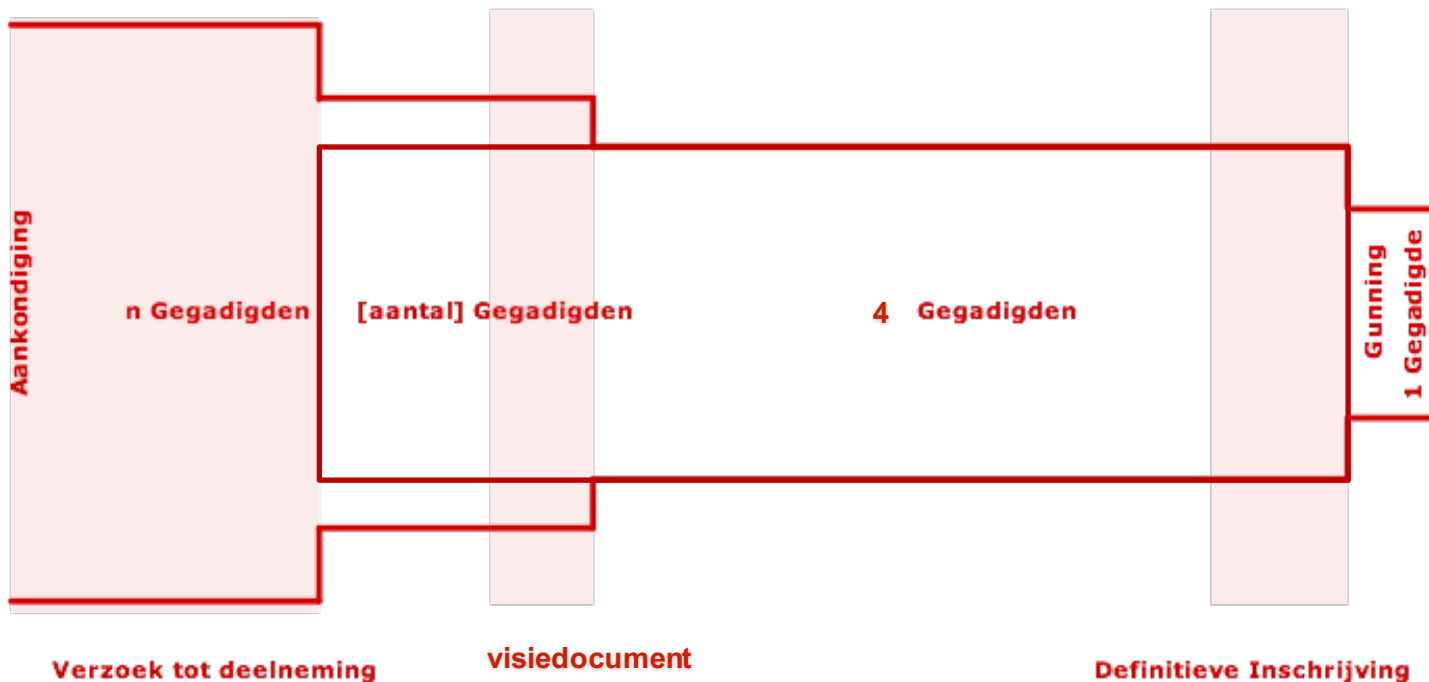 Aankondiging
n Gegadigden
[aantal] Gegadigden
4 Gegadigden
Gunning
1 Gegadigde
Verzoek tot deelneming
visiedocument
Definitieve Inschrijving